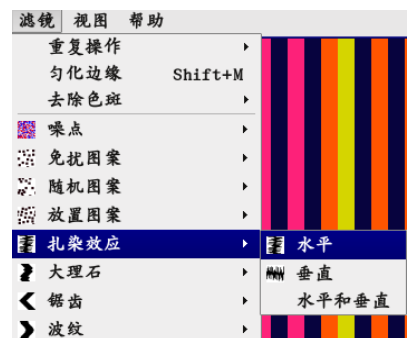 滤镜 视图 帮助
重复操作
匀化边缘 Shift+M
去除色斑
噪点
免扰图案
随机图案
放置图案
扎染效应
水平
大理石
垂直
锯齿
水平和垂直
波纹